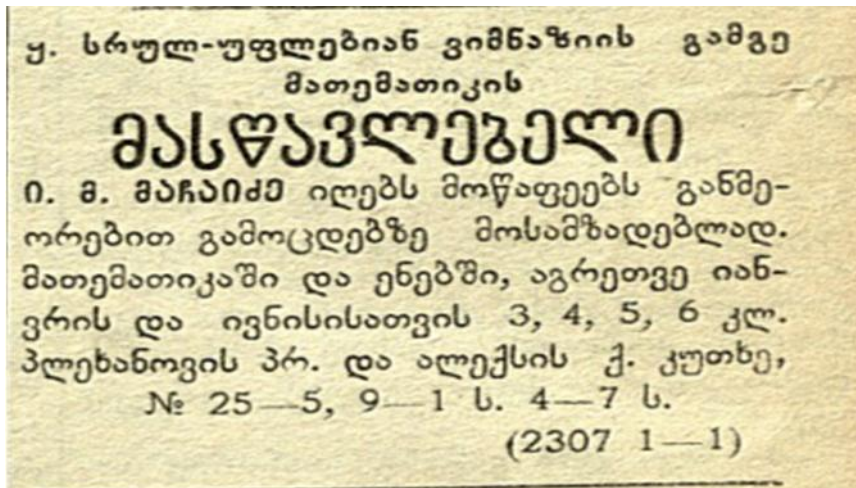 ყ. სრულ-უფლებიან გიმნაზიის გამგე
მათემათიკის
მასწავლებელი
ი. მ. მაჩაიძე იღებს მოწაფეებს განმე-
ორებით გამოცდებზე მოსამზადებლად.
მათემათიკაში და ენებში, აგრეთვე იან-
ვრის და ივნისისათვის 3, 4, 5, 6 კლ.
პლეხანოვის პრ. და ალექსის ქ. კუთხე,
№ 25—5, 9—1 ს. 4—7 ს.
(2307 1—1)